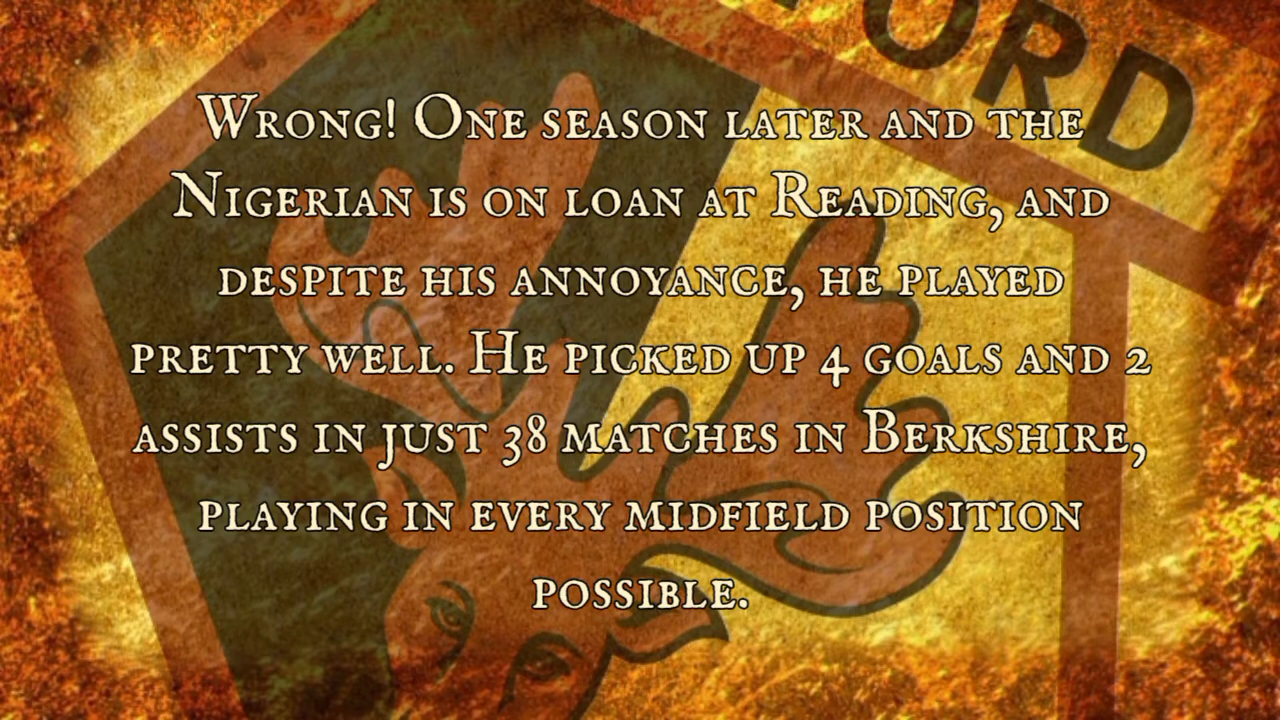 ORD
Wrong! One season later and the
Nigerian is on loan at Reading, and
despite his annoyance, he played
pretty well. He picked up 4 goals and 2
assists in just 38 matches in Berkshire,
playing in every midfield position
possible.